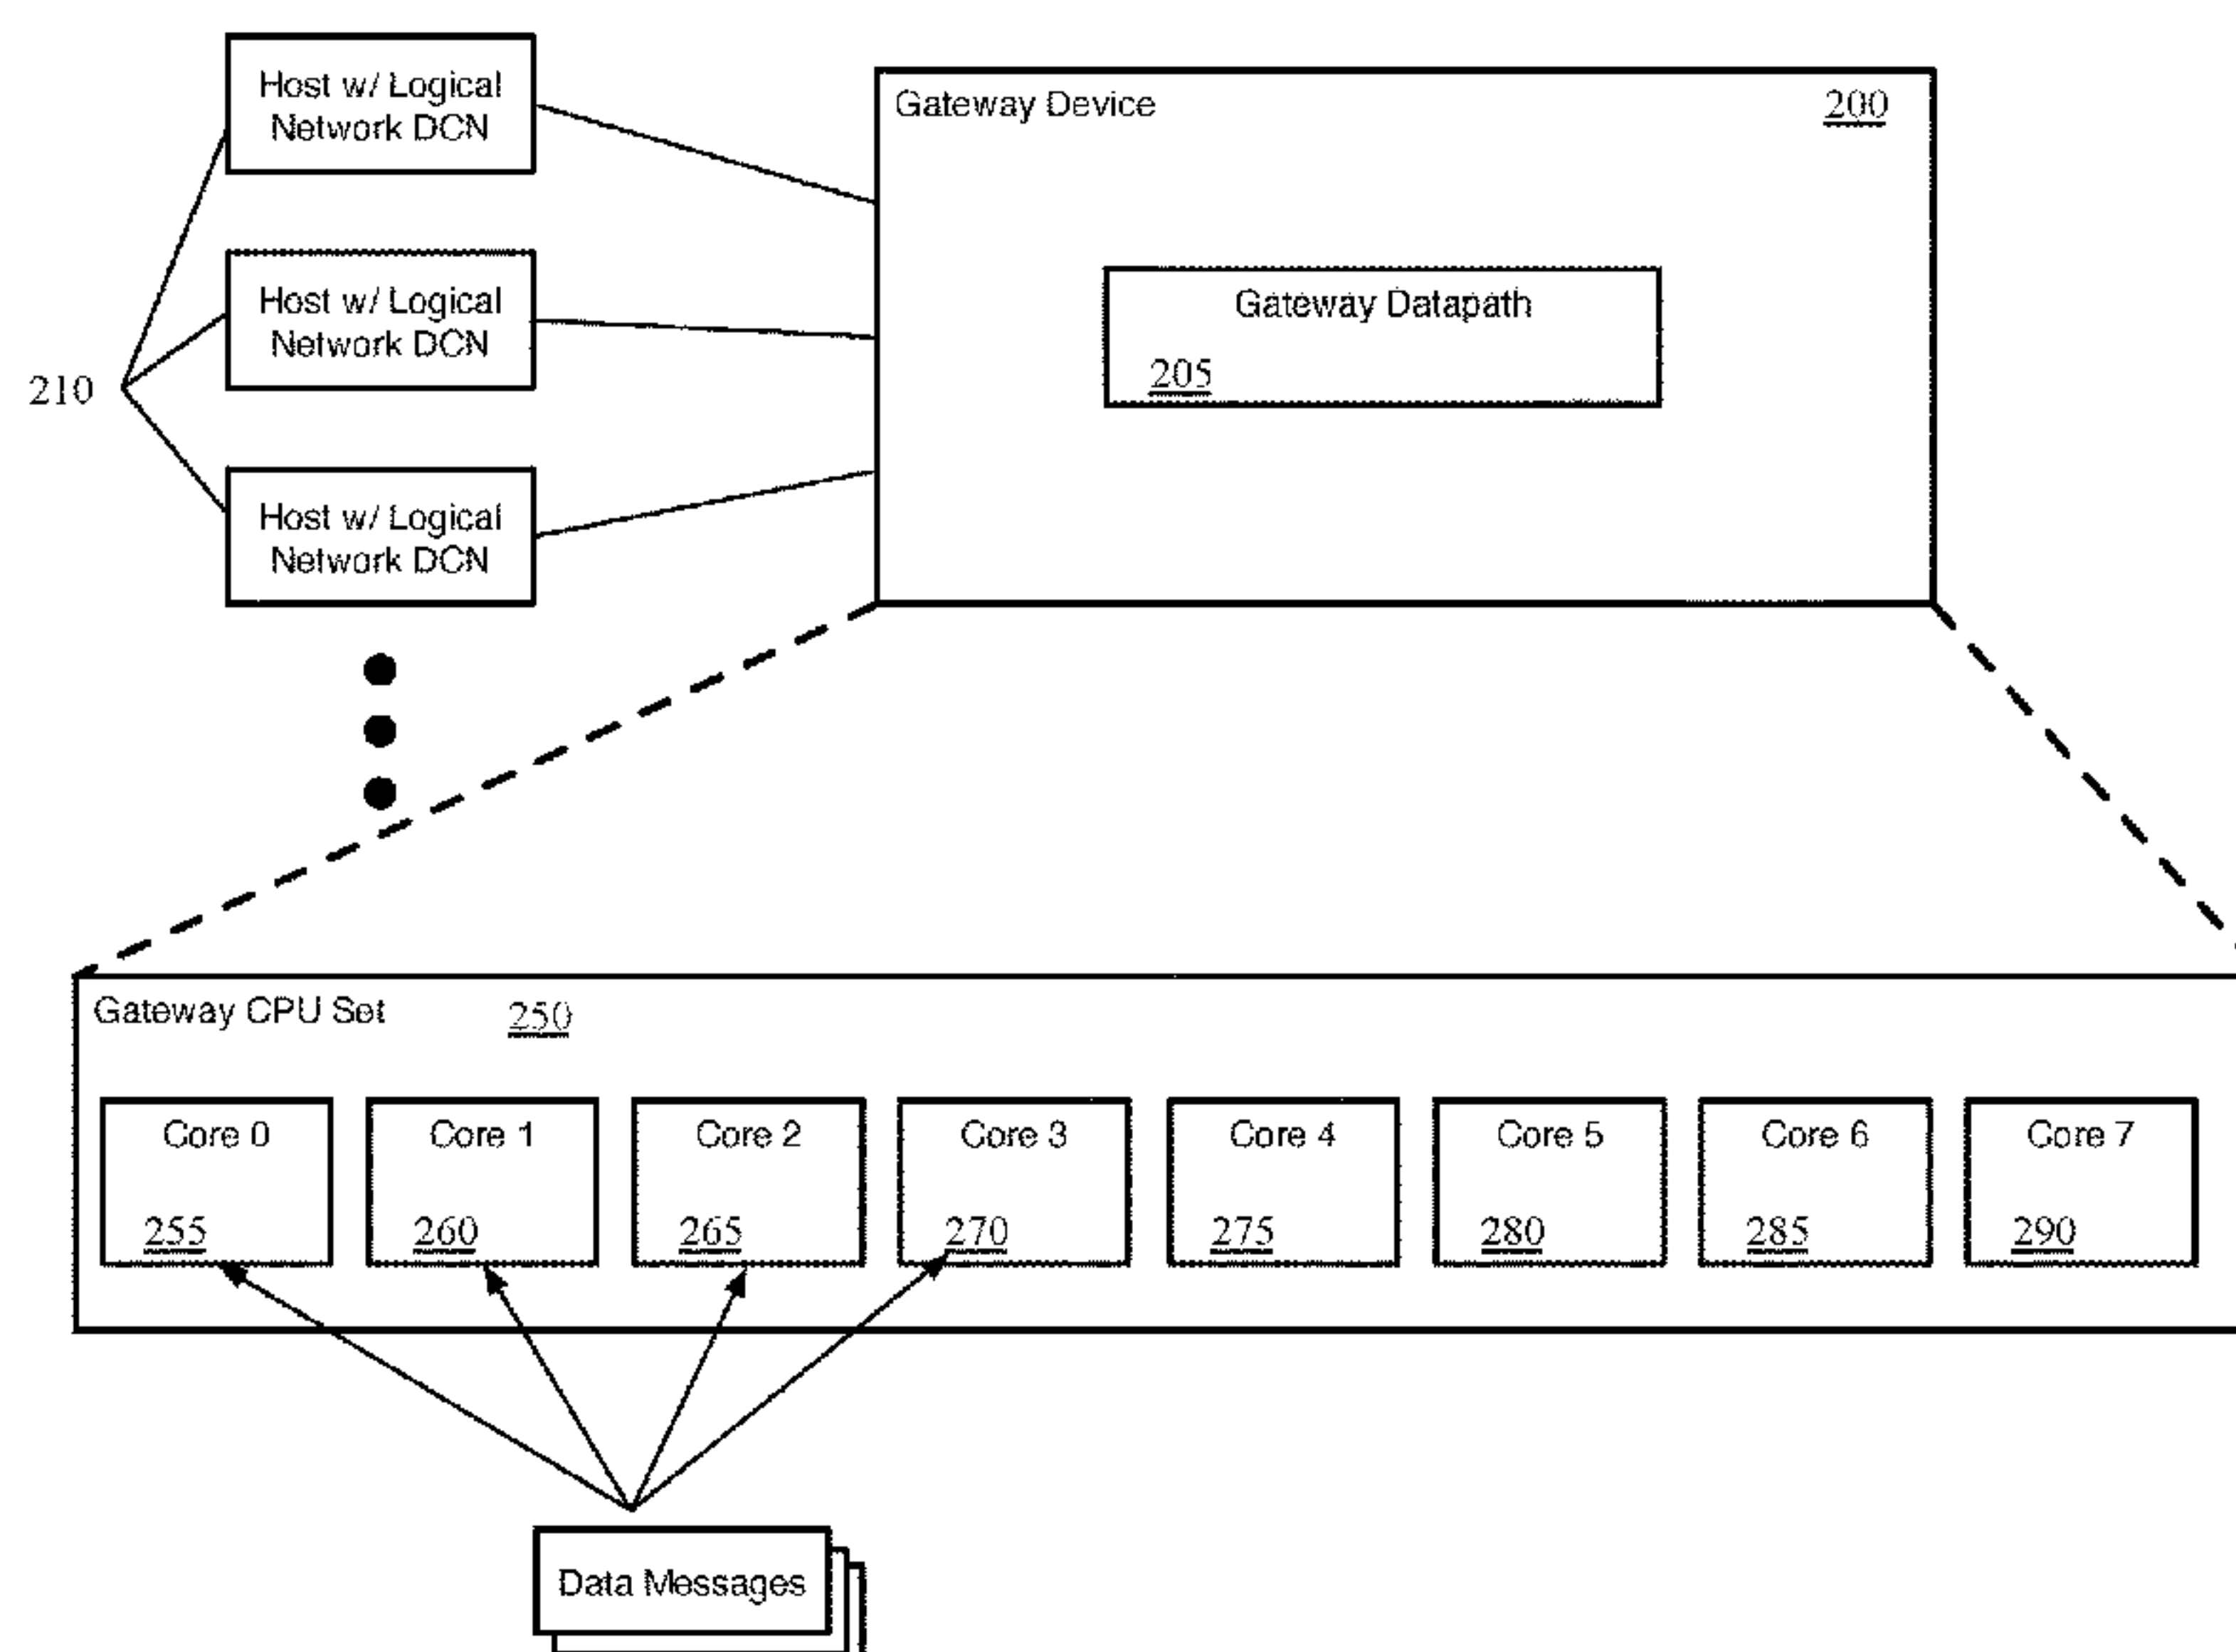 Host w/ Logical
Network DCN
Gateway Device
200
Host w/ Logical
Network DCN
Gateway Datapath
205
210
Host w/ Logical
Network DCN
Gateway CPU Set
250
Core 0
Core 1
Core 2
Core 3
Core 4
Core 5
Core 6
Core 7
255
260
265
270
275
280
285
290
Data Messages